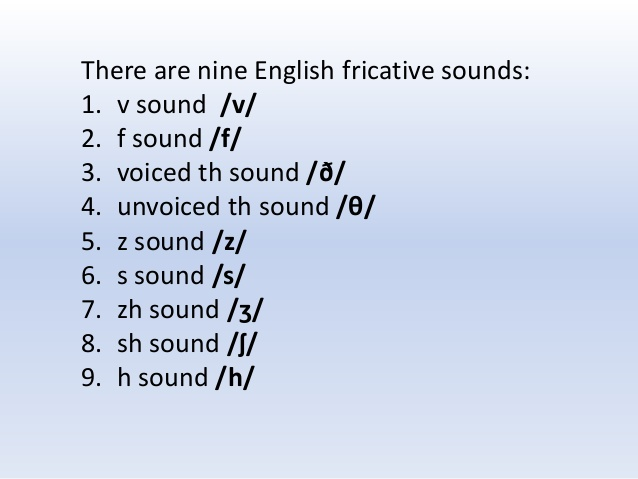 There are nine English fricative sounds:
1. v sound /v/
2. f sound /f/
3. voiced th sound /ð/
4. unvoiced th sound /θ/
5. z sound /z/
6. s sound /s/
7. zh sound /ʒ/
8. sh sound /ʃ/
9. h sound /h/